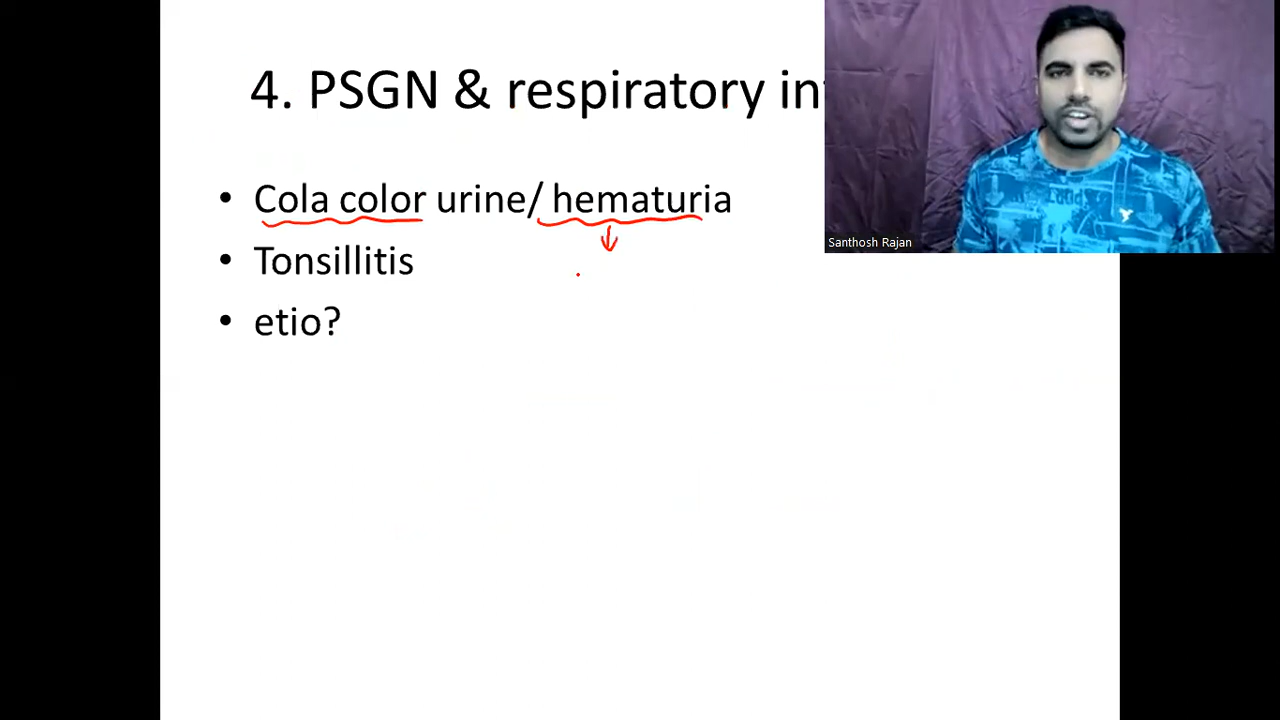 4. PSGN & respiratory in
• Cola color urine/ hematuria
• Tonsillitis
• etio?
Santhosh Rajan